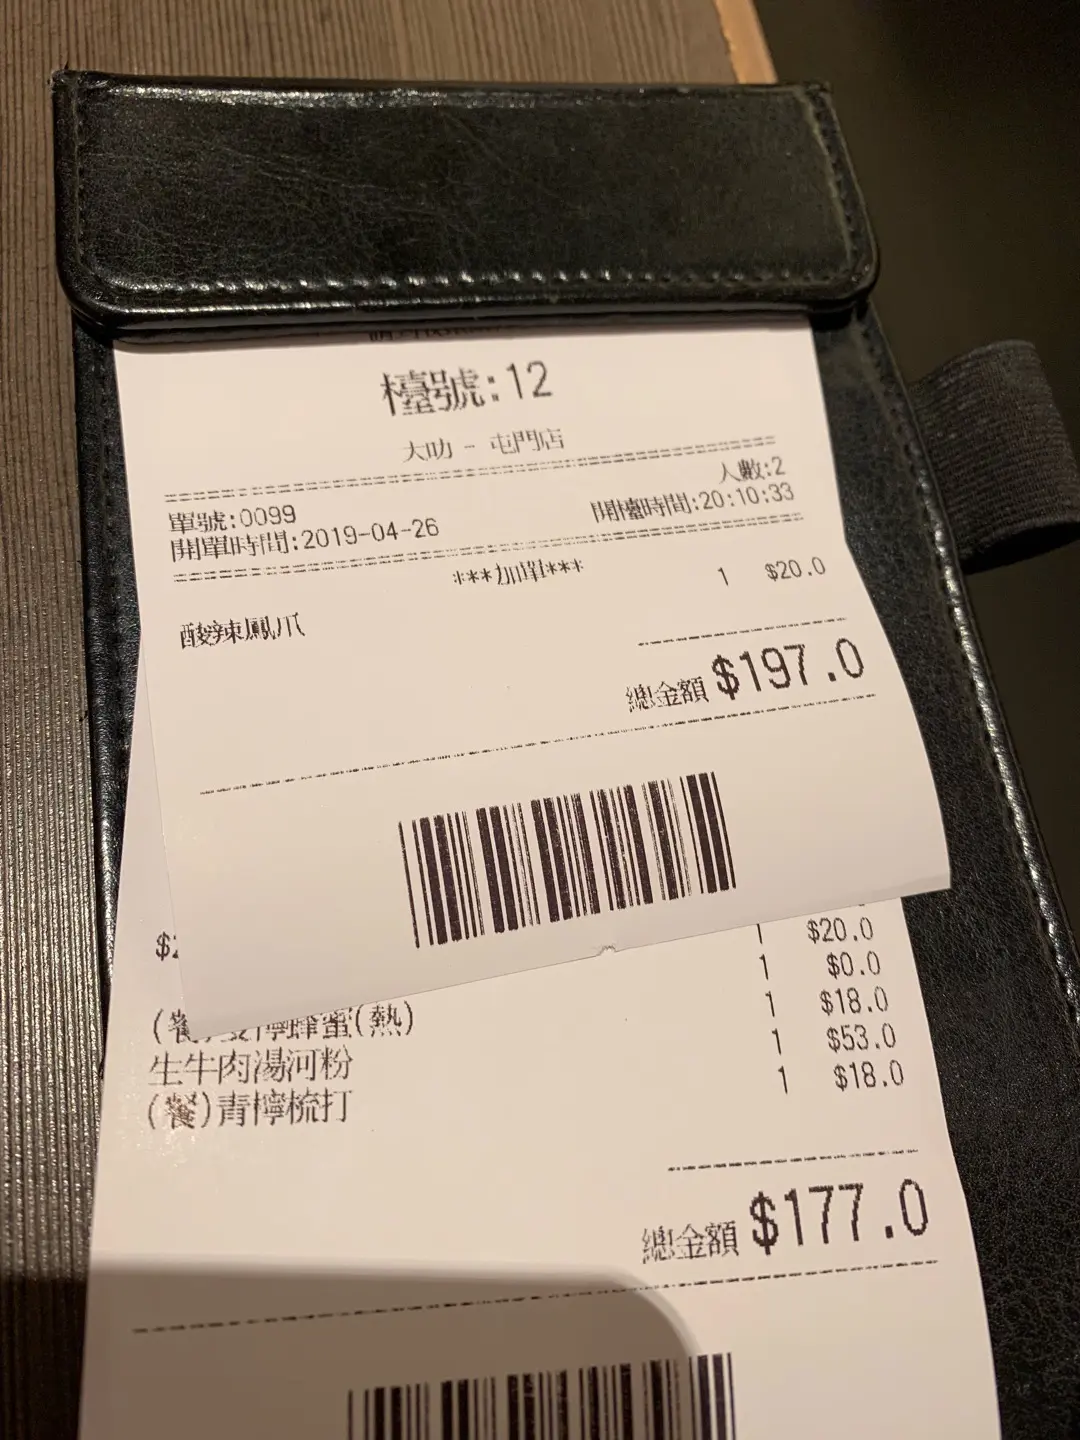 檯號:12
大叻 - 屯門店
人數:2
單號:0099
開檯時間:20:10:33
開單時間:2019-04-26
***加單***
1 $20.0
酸辣鳳爪
總金額 $197.0
1 $20.0
1 $0.0
(熱) 1 $18.0
生牛肉湯河粉 1 $53.0
(餐)青檸梳打 1 $18.0
總金額 $177.0